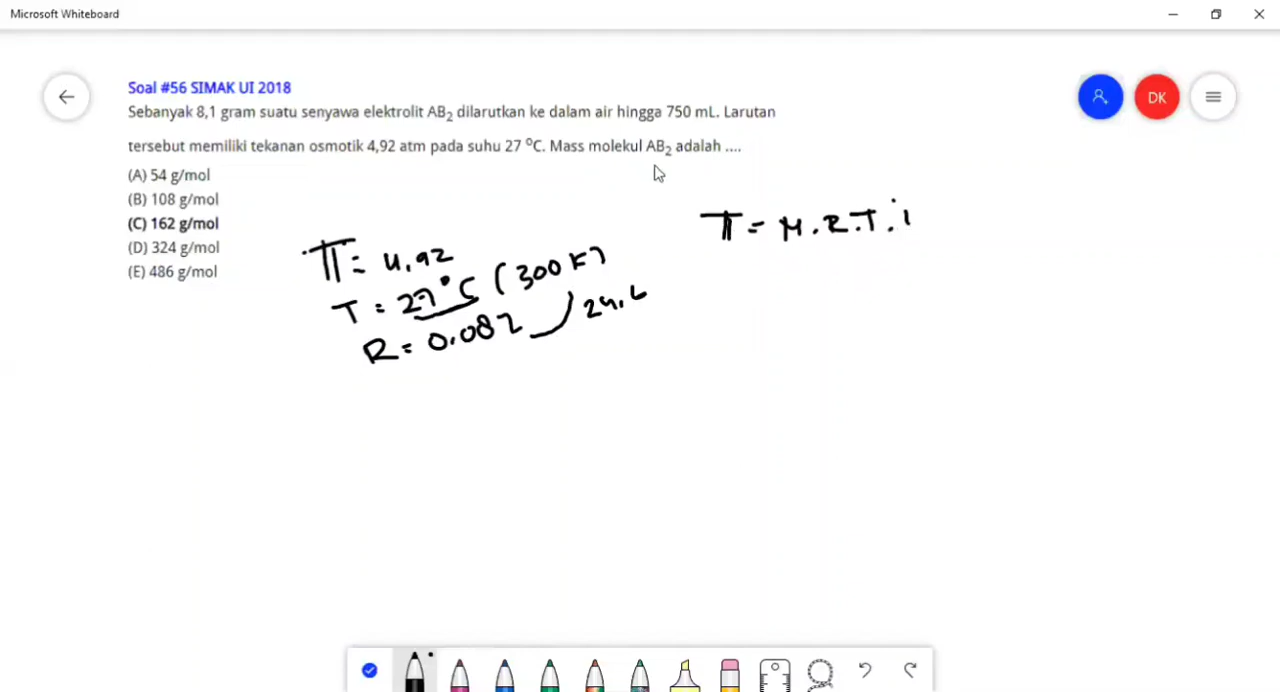 Microsoft Whiteboard
Soal #56 SIMAK UI 2018
Sebanyak 8,1 gram suatu senyawa elektrolit AB₂ dilarutkan ke dalam air hingga 750 mL. Larutan
tersebut memiliki tekanan osmotik 4,92 atm pada suhu 27 ⁰C. Mass molekul AB₂ adalah ....
(A) 54 g/mol
(B) 108 g/mol
(C) 162 g/mol
(D) 324 g/mol
(E) 486 g/mol
DK
π = M.R.T.i
π = 4.92
T = 27°C (300 K)
R = 0.082
24.6